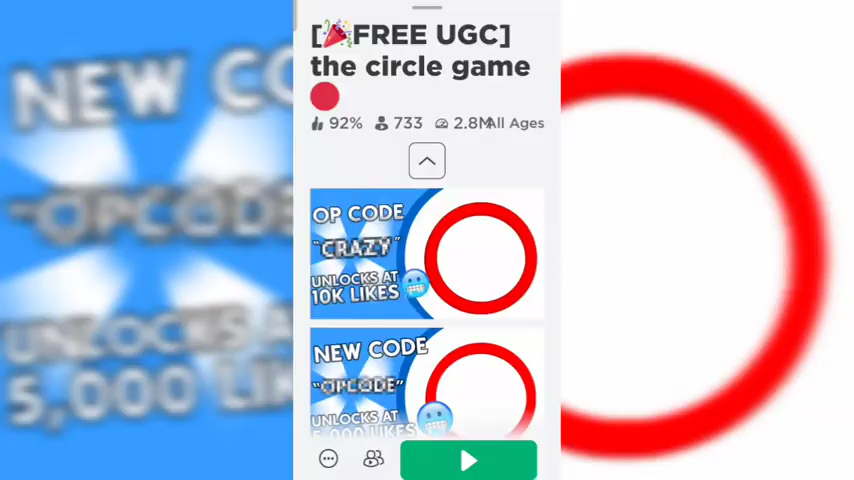 [🎉FREE UGC]
the circle game
🔴
92% 733 2.8M All Ages
OP CODE
"CRAZY"
UNLOCKS AT
10K LIKES
NEW CODE
"OPCODE"
UNLOCKS AT
NEW CO
"OPCODE
UNLOCKS A
5,000 LIK